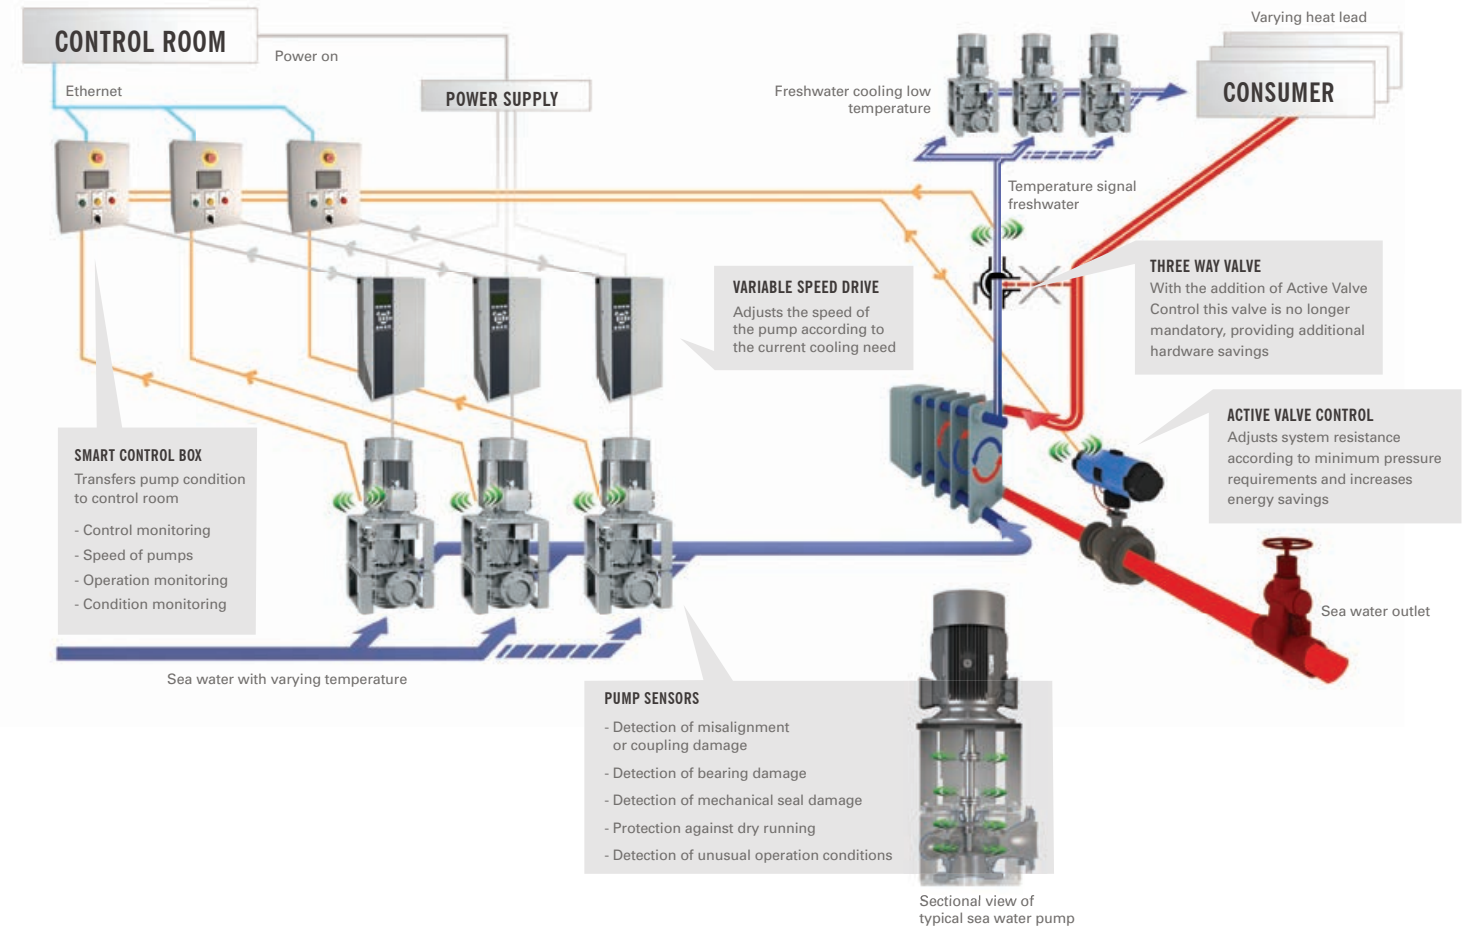 CONTROL ROOM
Power on
Ethernet
POWER SUPPLY
Varying heat lead
CONSUMER
Freshwater cooling low
temperature
Temperature signal
freshwater
THREE WAY VALVE
With the addition of Active Valve
Control this valve is no longer
mandatory, providing additional
hardware savings
VARIABLE SPEED DRIVE
Adjusts the speed of
the pump according to
the current cooling need
ACTIVE VALVE CONTROL
Adjusts system resistance
according to minimum pressure
requirements and increases
energy savings
SMART CONTROL BOX
Transfers pump condition
to control room
- Control monitoring
- Speed of pumps
- Operation monitoring
- Condition monitoring
Sea water outlet
Sea water with varying temperature
PUMP SENSORS
- Detection of misalignment
or coupling damage
- Detection of bearing damage
- Detection of mechanical seal damage
- Protection against dry running
- Detection of unusual operation conditions
Sectional view of
typical sea water pump